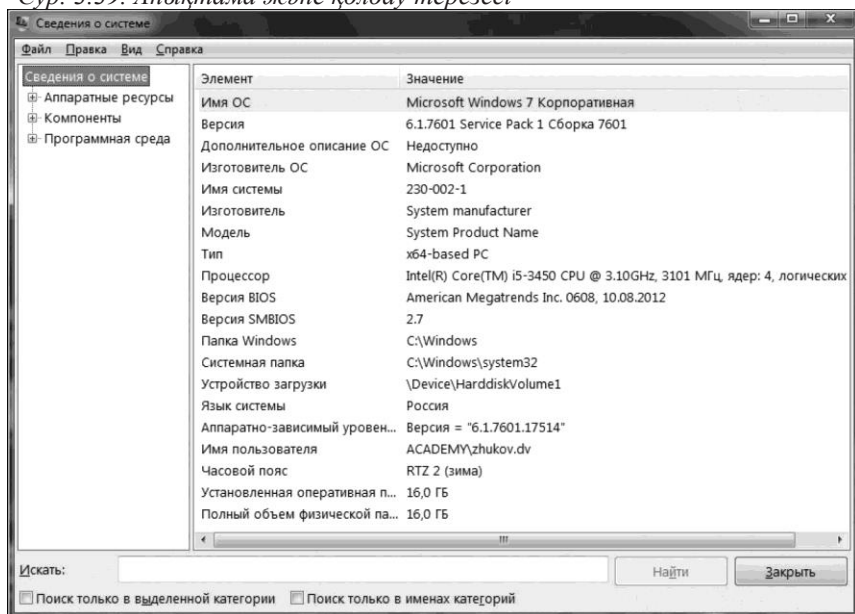 Сур. 3.39. Анықтама және қолдау терезесі
Сведения о системе
Файл Правка Вид Справка
Сведения о системе
Аппаратные ресурсы
Компоненты
Программная среда
Элемент Значение
Имя ОС Microsoft Windows 7 Корпоративная
Версия 6.1.7601 Service Pack 1 Сборка 7601
Дополнительное описание ОС Недоступно
Изготовитель ОС Microsoft Corporation
Имя системы 230-002-1
Изготовитель System manufacturer
Модель System Product Name
Тип x64-based PC
Процессор Intel(R) Core(TM) i5-3450 CPU @ 3.10GHz, 3101 МГц, ядер: 4, логических
Версия BIOS American Megatrends Inc. 0608, 10.08.2012
Версия SMBIOS 2.7
Папка Windows C:\Windows
Системная папка C:\Windows\system32
Устройство загрузки \Device\HarddiskVolume1
Язык системы Россия
Аппаратно-зависимый уровен... Версия = "6.1.7601.17514"
Имя пользователя ACADEMY\zhukov.dv
Часовой пояс RTZ 2 (зима)
Установленная оперативная п... 16,0 ГБ
Полный объем физической па... 16,0 ГБ
Искать: Найти Закрыть
Поиск только в выделенной категории Поиск только в именах категорий